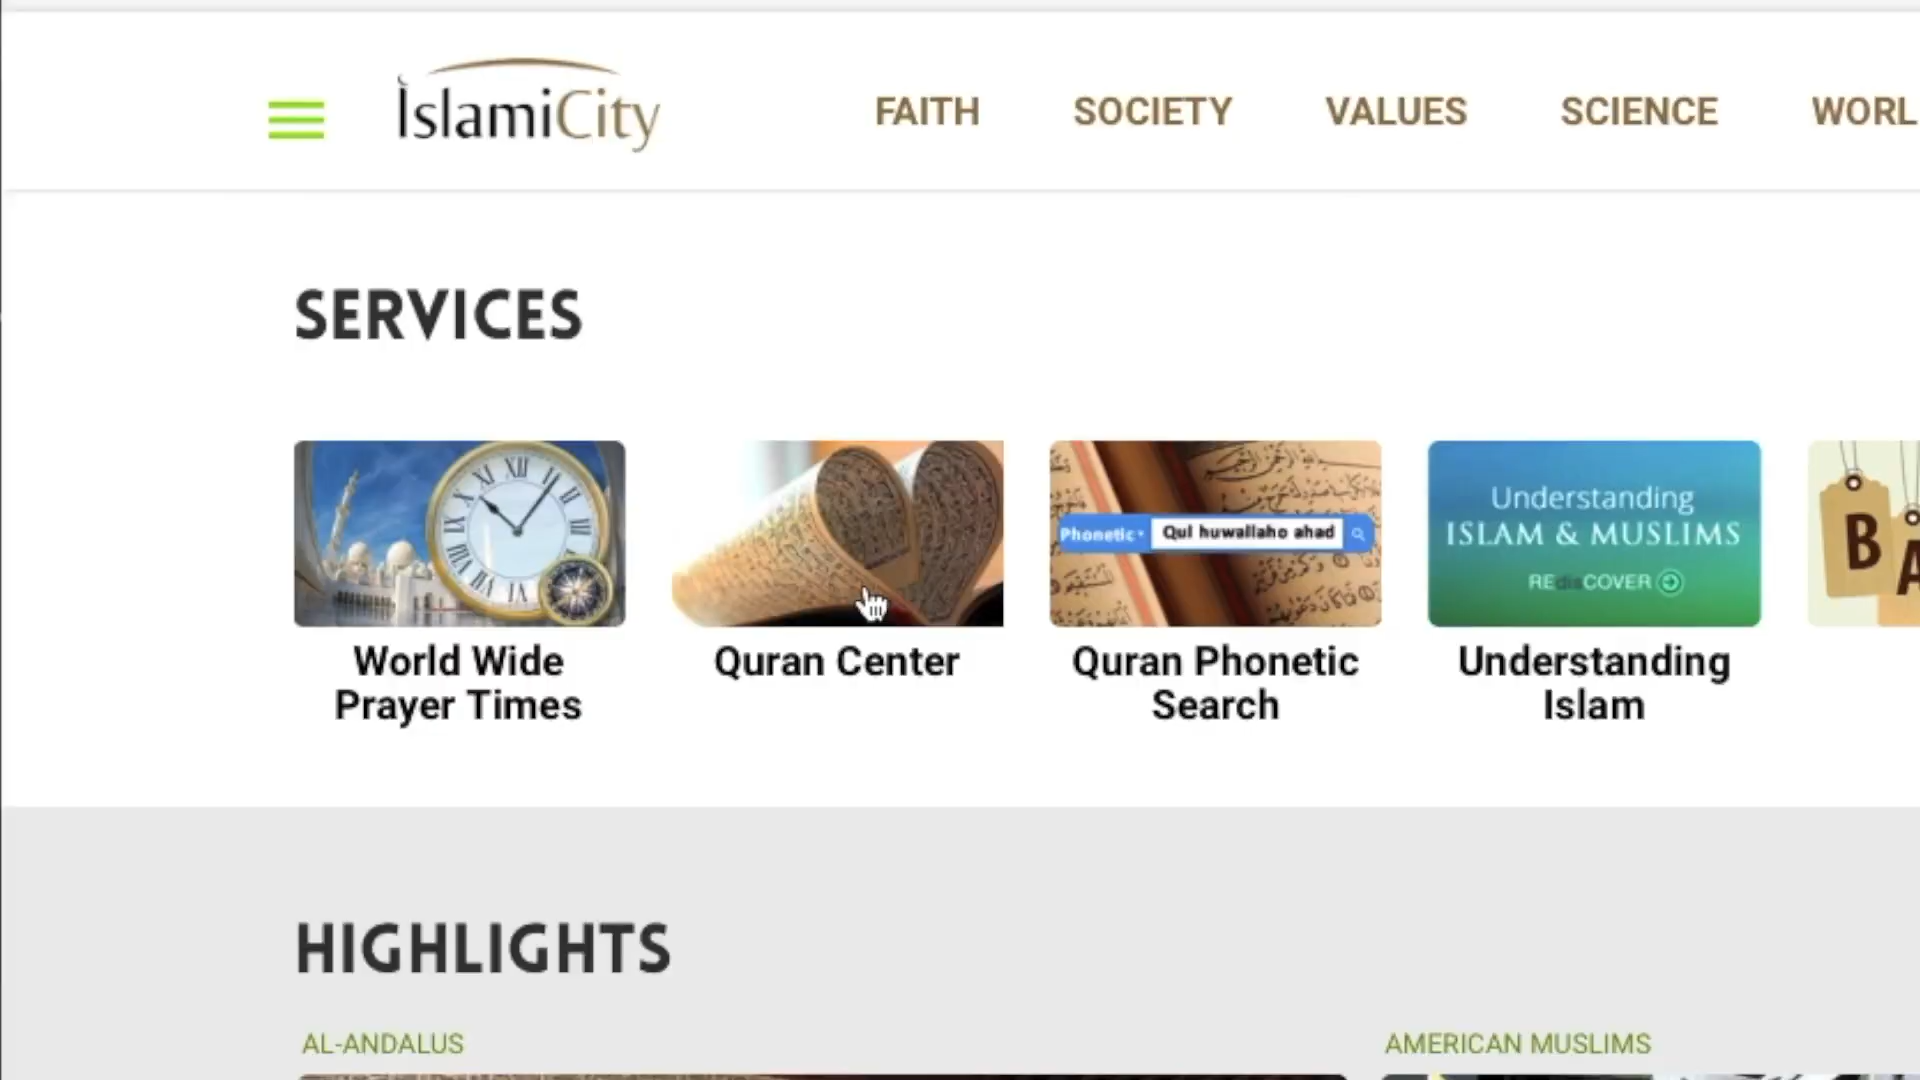 IslamiCity
FAITH SOCIETY VALUES SCIENCE WORL
SERVICES
XII
Phonetic
Qul huwallaho ahad
Understanding
ISLAM & MUSLIMS
REdisCOVER
B
A
World Wide
Prayer Times
Quran Center
Quran Phonetic
Search
Understanding
Islam
HIGHLIGHTS
AL-ANDALUS
AMERICAN MUSLIMS